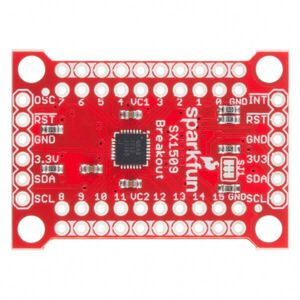 OSC 7 6 5 4 VC1 3 2 1 0 GND INT
RST RST
GND GND
3.3V 3V3
SDA SDA
SCL 8 9 10 11 VC2 12 13 14 15 GND SCL
SX1509
Breakout
sparkfun
SJ1